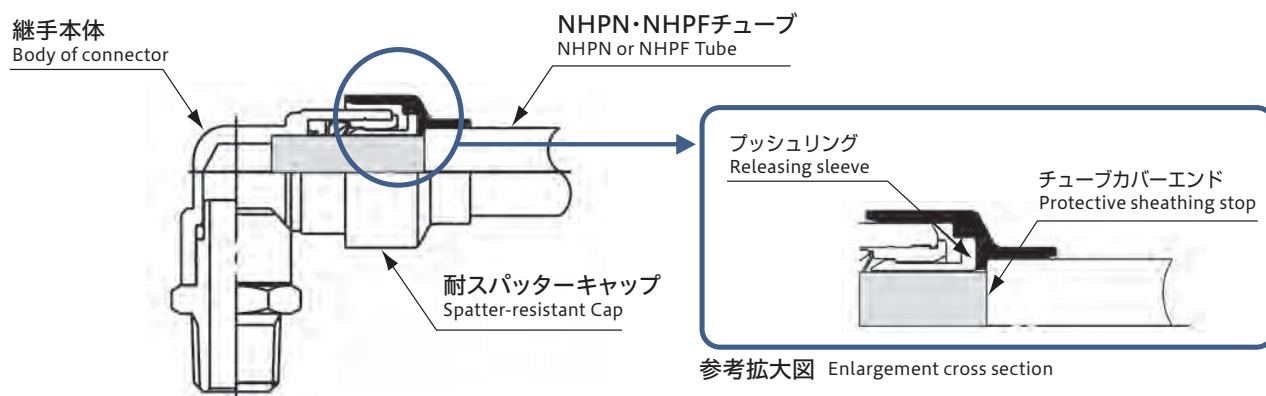 継手本体
Body of connector
NHPN・NHPFチューブ
NHPN or NHPF Tube
プッシュリング
Releasing sleeve
チューブカバーエンド
Protective sheathing stop
耐スパッターキャップ
Spatter-resistant Cap
参考拡大図 Enlargement cross section